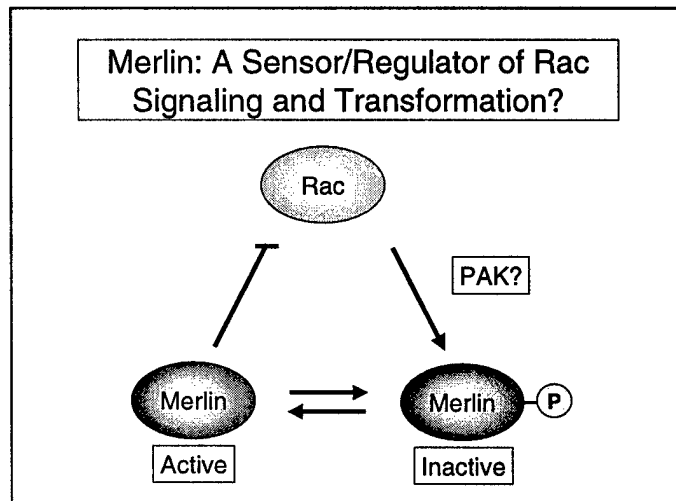 Merlin: A Sensor/Regulator of Rac
Signaling and Transformation?
Rac
PAK?
Merlin
Merlin
P
Active
Inactive